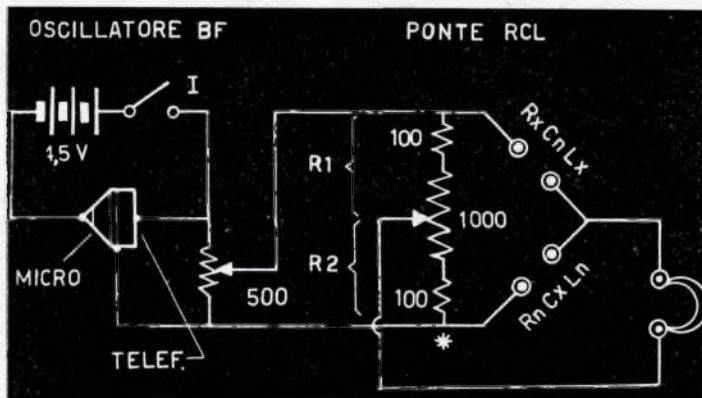 OSCILLATORE BF
PONTE RCL
I
1,5 V
100
Rx Cn Lx
R1
1000
MICRO
500
R2
100
Rn Cx Ln
TELEF.
*